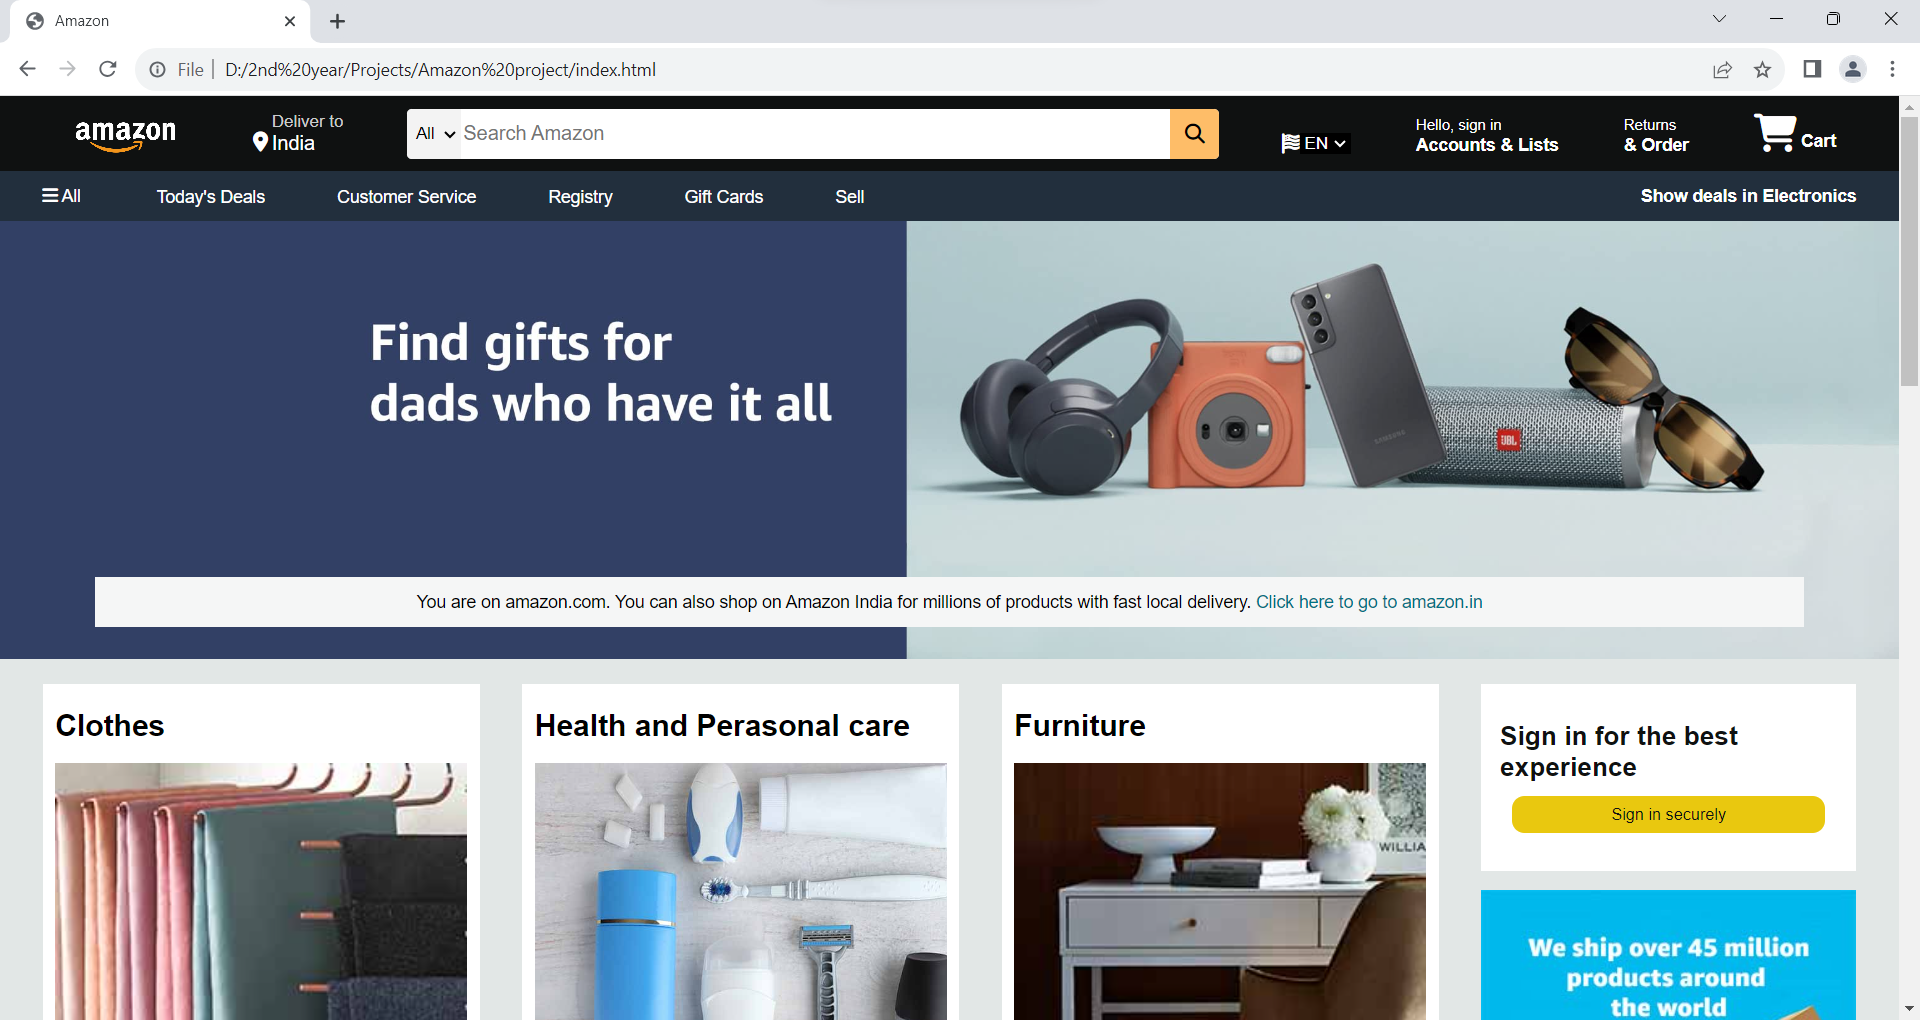 Amazon
File
D:/2nd%20year/Projects/Amazon%20project/index.html
amazon
Deliver to
India
All
Search Amazon
EN
Hello, sign in
Accounts & Lists
Returns
& Order
Cart
All
Today's Deals
Customer Service
Registry
Gift Cards
Sell
Show deals in Electronics
Find gifts for
dads who have it all
SAMSUNG
JBL
You are on amazon.com. You can also shop on Amazon India for millions of products with fast local delivery. Click here to go to amazon.in
Clothes
Health and Perasonal care
Furniture
WILLIA
Sign in for the best
experience
Sign in securely
We ship over 45 million
products around
the world